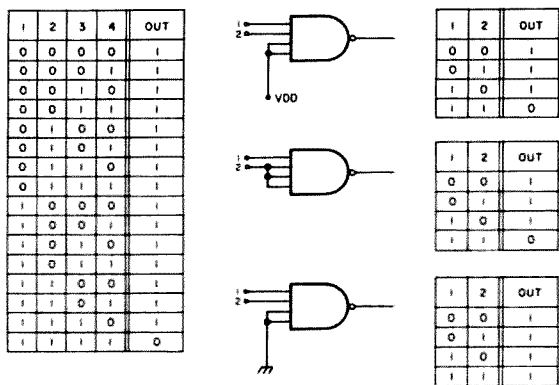 1 2 3 4 OUT
0 0 0 0 1
0 0 0 1 1
0 0 1 0 1
0 0 1 1 1
0 1 0 0 1
0 1 0 1 1
0 1 1 0 1
0 1 1 1 1
1 0 0 0 1
1 0 0 1 1
1 0 1 0 1
1 0 1 1 1
1 1 0 0 1
1 1 0 1 1
1 1 1 0 1
1 1 1 1 0
1
2
VDD
1 2 OUT
0 0 1
0 1 1
1 0 1
1 1 0
1
2
1 2 OUT
0 0 1
0 1 1
1 0 1
1 1 0
1
2
1 2 OUT
0 0 1
0 1 1
1 0 1
1 1 1